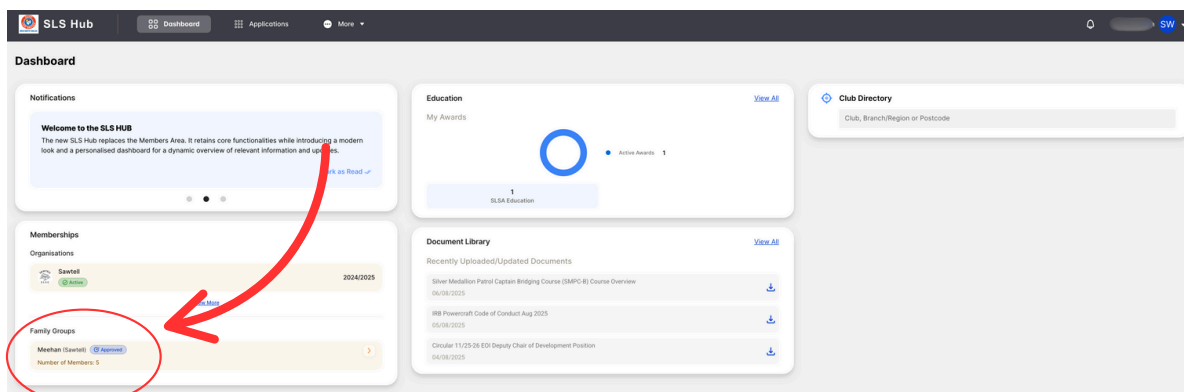 SLS Hub
Dashboard
Applications
More
SW
Dashboard
Notifications
Welcome to the SLS HUB
The new SLS Hub replaces the Members Area. It retains core functionalities while introducing a modern
look and a personalised dashboard for a dynamic overview of relevant information and
as Read
Memberships
Organisations
Sawtell
Active
2024/2025
More
Family Groups
Meehan (Sawtell) Approved
Number of Members: 5
Education
View All
My Awards
Active Awards 1
1
SLSA Education
Document Library
View All
Recently Uploaded/Updated Documents
Silver Medallion Patrol Captain Bridging Course (SMPC-B) Course Overview
06/08/2025
IRB Powercraft Code of Conduct Aug 2025
05/08/2025
Circular 11/25-26 EOI Deputy Chair of Development Position
04/08/2025
Club Directory
Club, Branch/Region or Postcode